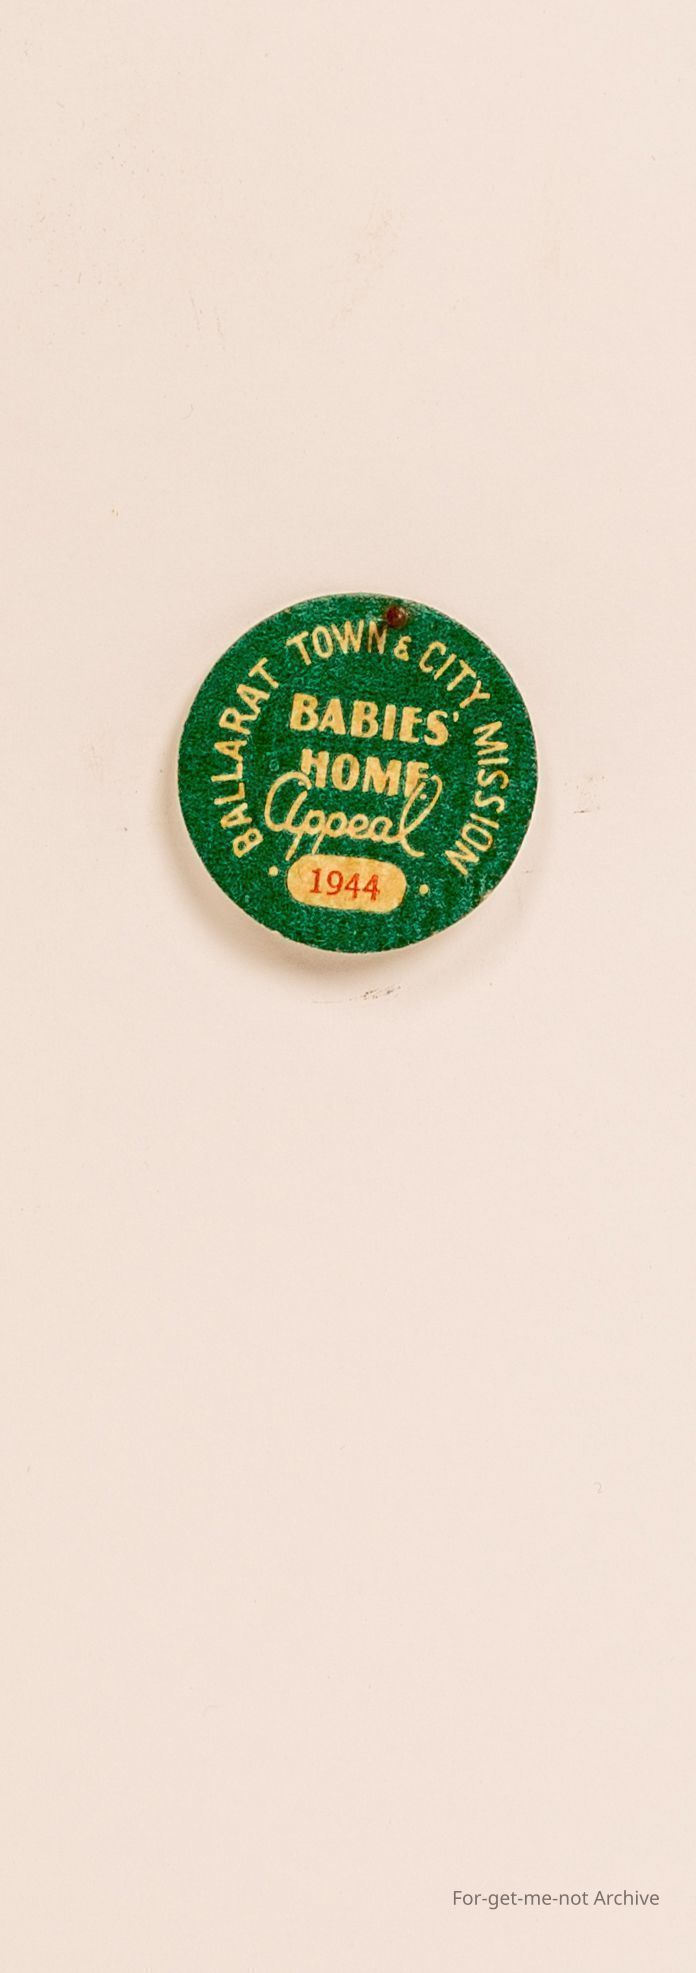 BALLARAT TOWN & CITY MISSION
BABIES'
HOME
Appeal
1944
For-get-me-not Archive